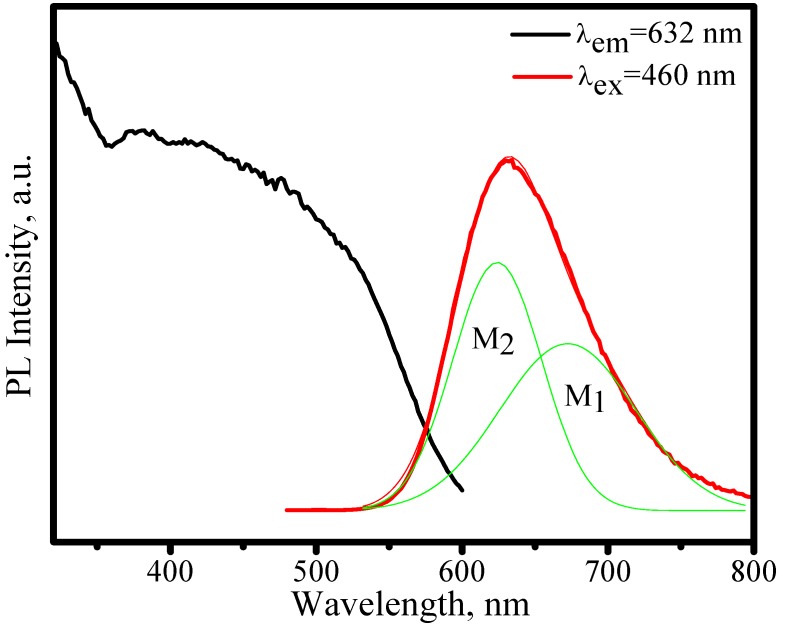 λem=632 nm
λex=460 nm
PL Intensity, a.u.
M2
M1
400 500 600 700 800
Wavelength, nm